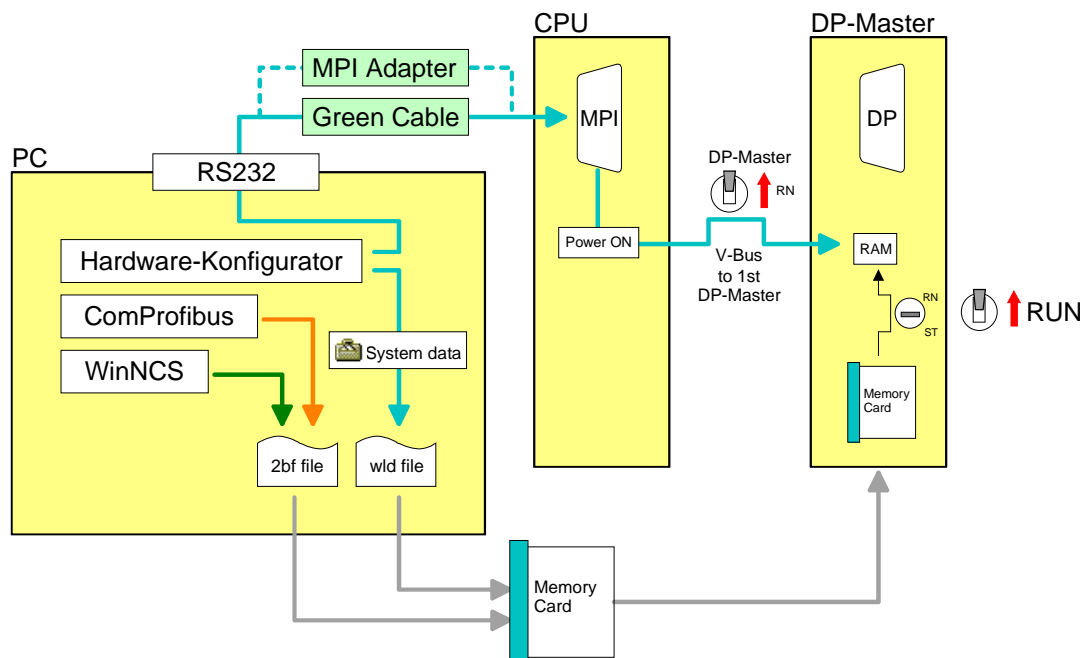 CPU
DP-Master
MPI Adapter
Green Cable
MPI
DP
PC
RS232
DP-Master
RN
Power ON
V-Bus
to 1st
DP-Master
RAM
Hardware-Konfigurator
ComProfibus
WinNCS
System data
RN
ST
RUN
Memory
Card
2bf file
wld file
Memory
Card